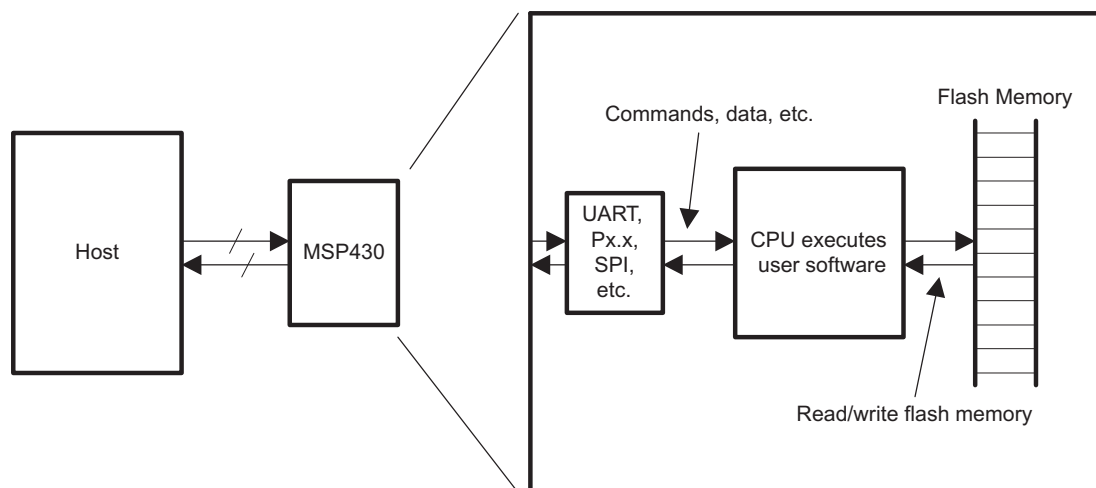 Host
MSP430
UART,
Px.x,
SPI,
etc.
Commands, data, etc.
CPU executes
user software
Flash Memory
Read/write flash memory